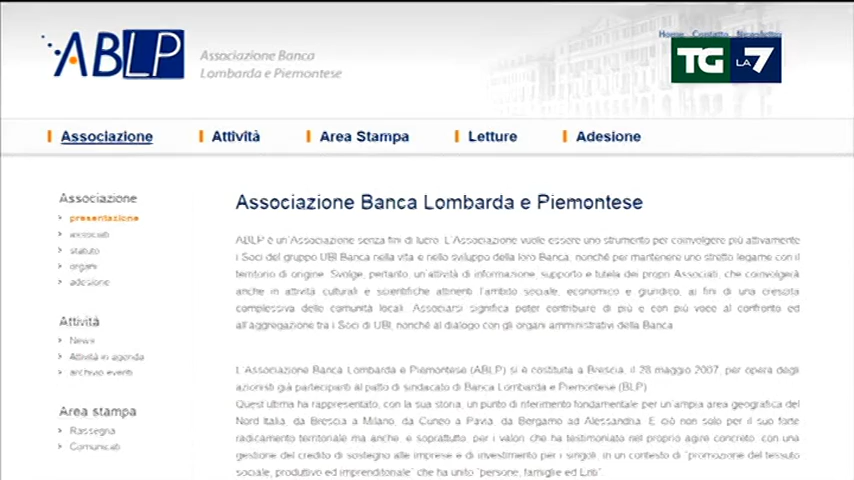 ABLP
Associazione Banca
Lombarda e Piemontese
Home Contatto Newsletter
TG LA7
Associazione
Attività
Area Stampa
Letture
Adesione
Associazione
presentazione
associati
statuto
organi
adesione
Attività
News
Attività in agenda
archivio eventi
Area stampa
Rassegna
Comunicati
Associazione Banca Lombarda e Piemontese
ABLP è un'Associazione senza fini di lucro. L'Associazione vuole essere uno strumento per coinvolgere più attivamente
i Soci del gruppo UBI Banca nella vita e nello sviluppo della loro Banca, nonché per mantenere uno stretto legame con il
territorio di origine. Svolge, pertanto, un'attività di informazione, supporto e tutela dei propri Associati, che coinvolgerà
anche in attività culturali e scientifiche attinenti l'ambito sociale, economico e giuridico, ai fini di una crescita
complessiva delle comunità locali. Associarsi significa poter contribuire di più e con più voce al confronto ed
all'aggregazione tra i Soci di UBI, nonché al dialogo con gli organi amministrativi della Banca.
L'Associazione Banca Lombarda e Piemontese (ABLP) si è costituita a Brescia, il 28 maggio 2007, per opera degli
azionisti già partecipanti al patto di sindacato di Banca Lombarda e Piemontese (BLP).
Quest'ultima ha rappresentato, con la sua storia, un punto di riferimento fondamentale per un'ampia area geografica del
Nord Italia, da Brescia a Milano, da Cuneo a Pavia, da Bergamo ad Alessandria. E ciò non solo per il suo forte
radicamento territoriale ma anche, e soprattutto, per i valori che ha testimoniato nel proprio agire concreto, con una
gestione del credito di sostegno alle imprese e di investimento per i singoli, in un contesto di "promozione del tessuto
sociale, produttivo ed imprenditoriale" che ha unito "persone, famiglie ed Enti".